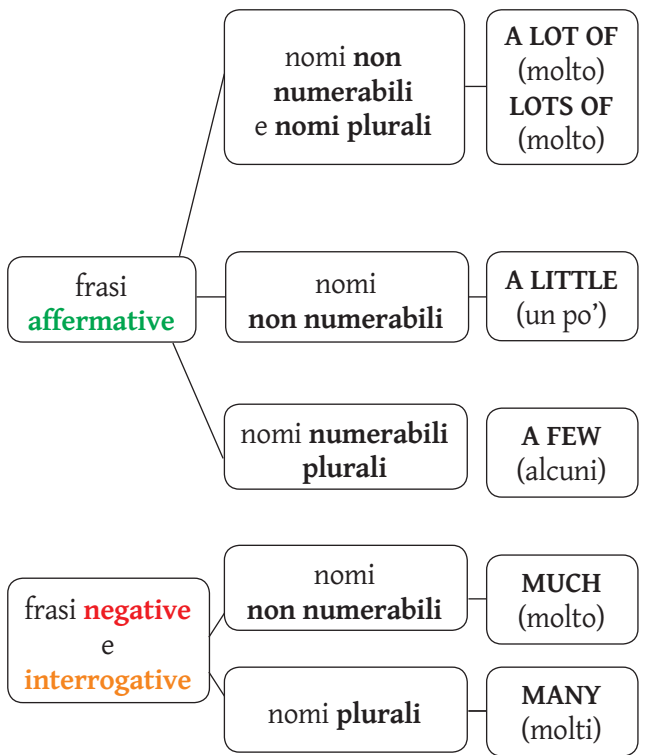 frasi
affermative
nomi non
numerabili
e nomi plurali
A LOT OF
(molto)
LOTS OF
(molto)
nomi
non numerabili
A LITTLE
(un po’)
nomi numerabili
plurali
A FEW
(alcuni)
frasi negative
e
interrogative
nomi
non numerabili
MUCH
(molto)
nomi plurali
MANY
(molti)